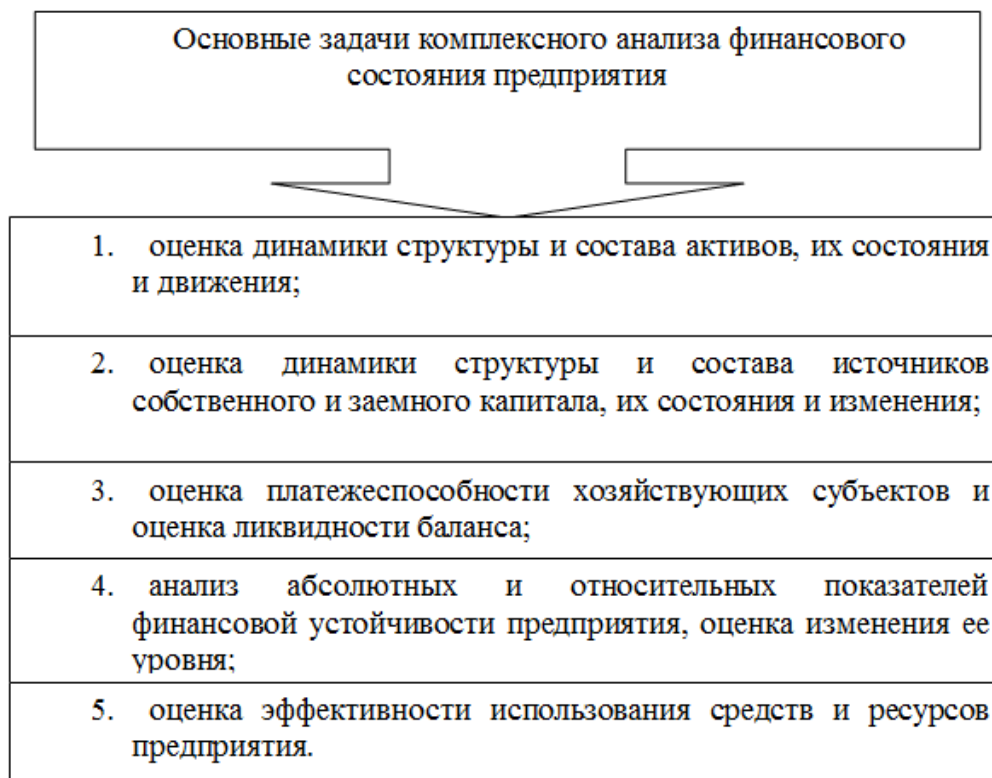 Основные задачи комплексного анализа финансового
состояния предприятия
1. оценка динамики структуры и состава активов, их состояния
и движения;
2. оценка динамики структуры и состава источников
собственного и заемного капитала, их состояния и изменения;
3. оценка платежеспособности хозяйствующих субъектов и
оценка ликвидности баланса;
4. анализ абсолютных и относительных показателей
финансовой устойчивости предприятия, оценка изменения ее
уровня;
5. оценка эффективности использования средств и ресурсов
предприятия.